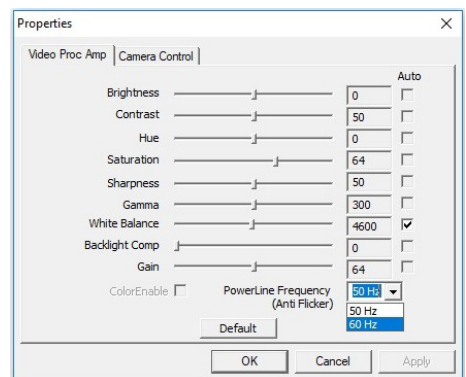 Properties
Video Proc Amp Camera Control
Auto
Brightness 0
Contrast 50
Hue 0
Saturation 64
Sharpness 50
Gamma 300
White Balance 4600
Backlight Comp 0
Gain 64
ColorEnable PowerLine Frequency 50 Hz
(Anti Flicker)
50 Hz
60 Hz
Default
OK Cancel Apply